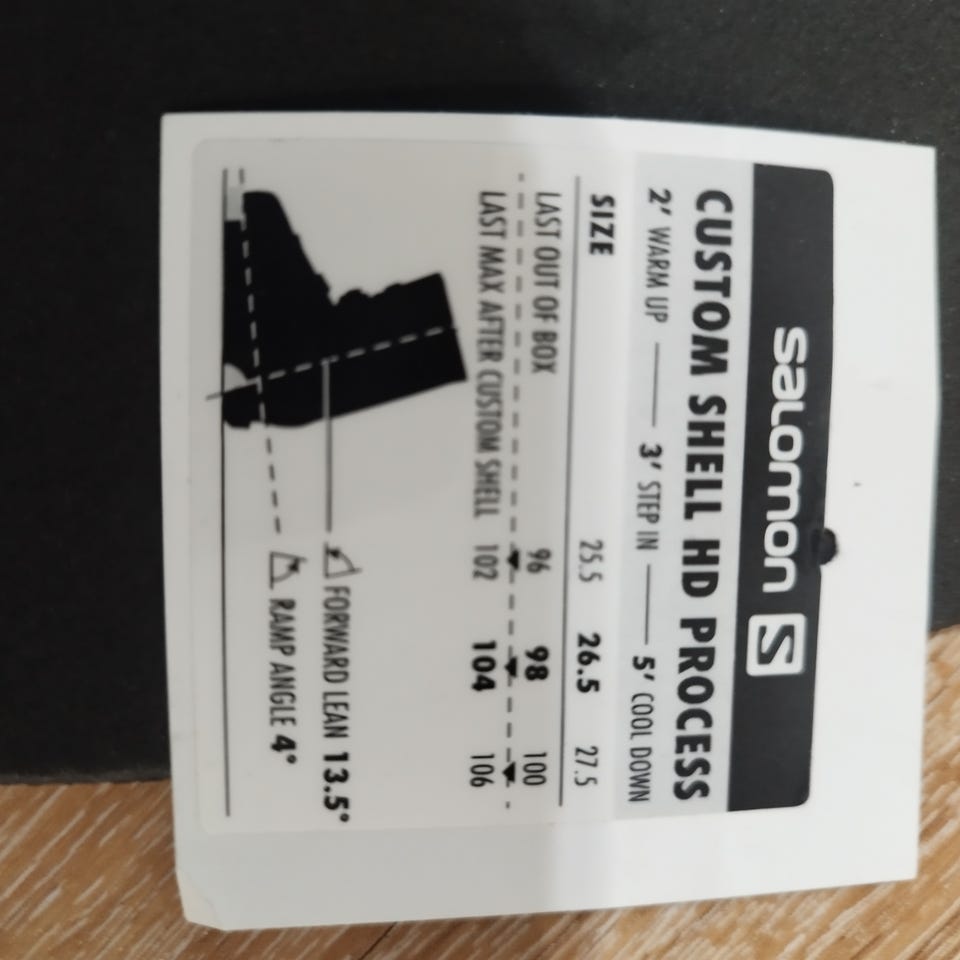 salomon S
CUSTOM SHELL HD PROCESS
2' WARM UP 3' STEP IN 5' COOL DOWN
SIZE 25.5 26.5 27.5
LAST OUT OF BOX 96 98 100
LAST MAX AFTER CUSTOM SHELL 102 104 106
FORWARD LEAN 13.5°
RAMP ANGLE 4°